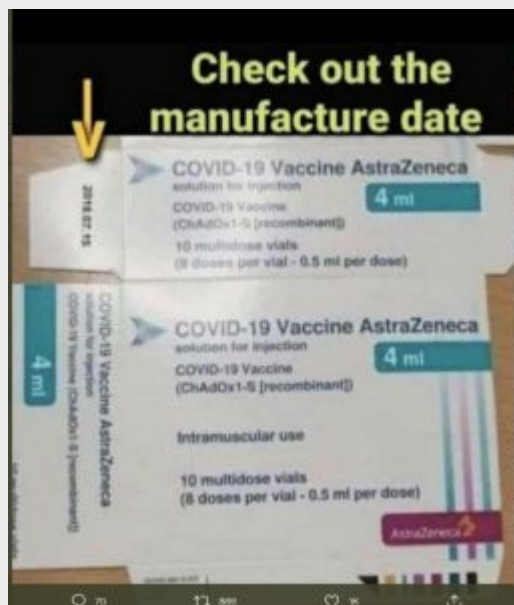 Check out the
manufacture date
2018.07.15
COVID-19 Vaccine AstraZeneca
solution for injection
COVID-19 Vaccine
(ChAdOx1-S [recombinant])
4 ml
10 multidose vials
(8 doses per vial - 0.5 ml per dose)
COVID-19 Vaccine AstraZeneca
solution for injection
COVID-19 Vaccine (ChAdOx1-S [recombinant])
4 ml
COVID-19 Vaccine AstraZeneca
solution for injection
4 ml
COVID-19 Vaccine
(ChAdOx1-S [recombinant])
Intramuscular use
10 multidose vials
(8 doses per vial - 0.5 ml per dose)
AstraZeneca